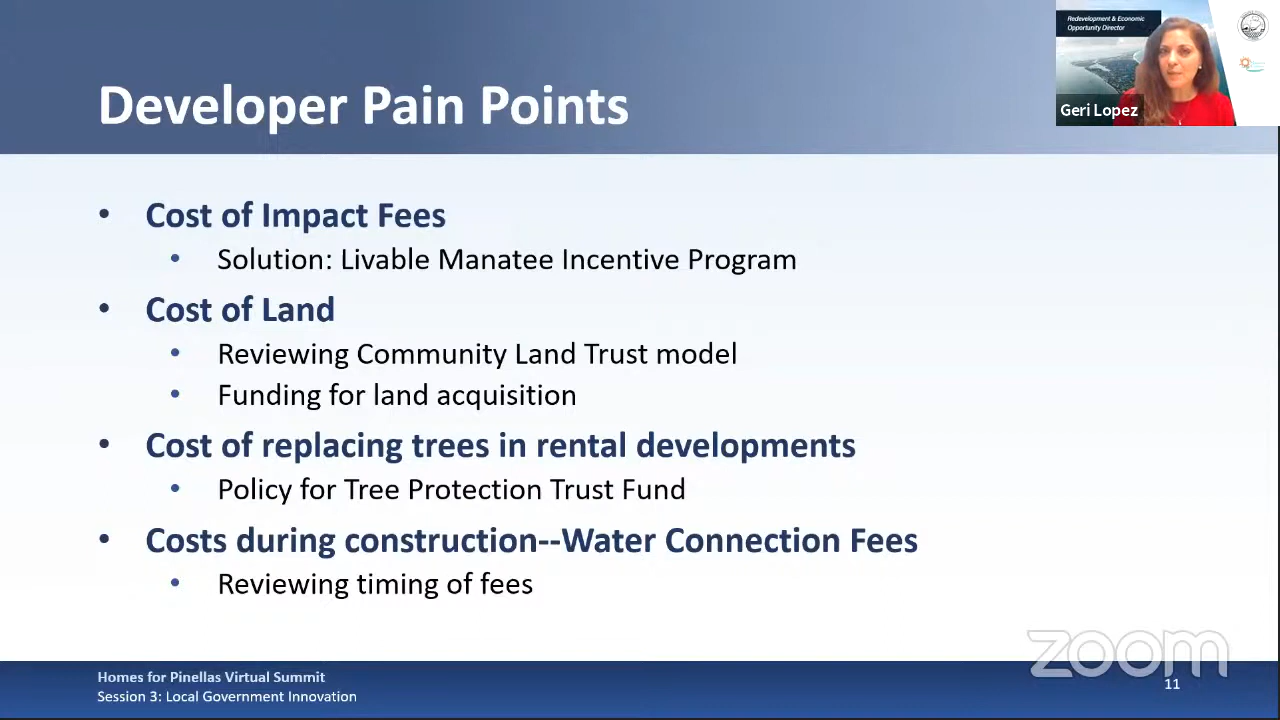 Redevelopment & Economic
Opportunity Director
Geri Lopez
Developer Pain Points
• Cost of Impact Fees
• Solution: Livable Manatee Incentive Program
• Cost of Land
• Reviewing Community Land Trust model
• Funding for land acquisition
• Cost of replacing trees in rental developments
• Policy for Tree Protection Trust Fund
• Costs during construction--Water Connection Fees
• Reviewing timing of fees
zoom
Homes for Pinellas Virtual Summit
Session 3: Local Government Innovation
11